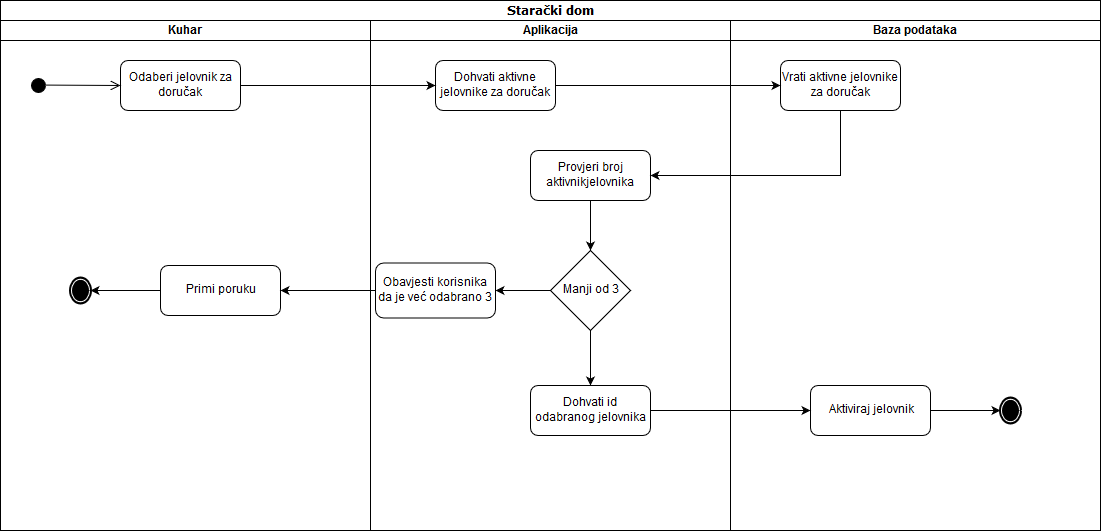 Starački dom
Kuhar
Aplikacija
Baza podataka
Odaberi jelovnik za
doručak
Dohvati aktivne
jelovnike za doručak
Vrati aktivne jelovnike
za doručak
Provjeri broj
aktivnikjelovnika
Primi poruku
Obavjesti korisnika
da je već odabrano 3
Manji od 3
Dohvati id
odabranog jelovnika
Aktiviraj jelovnik